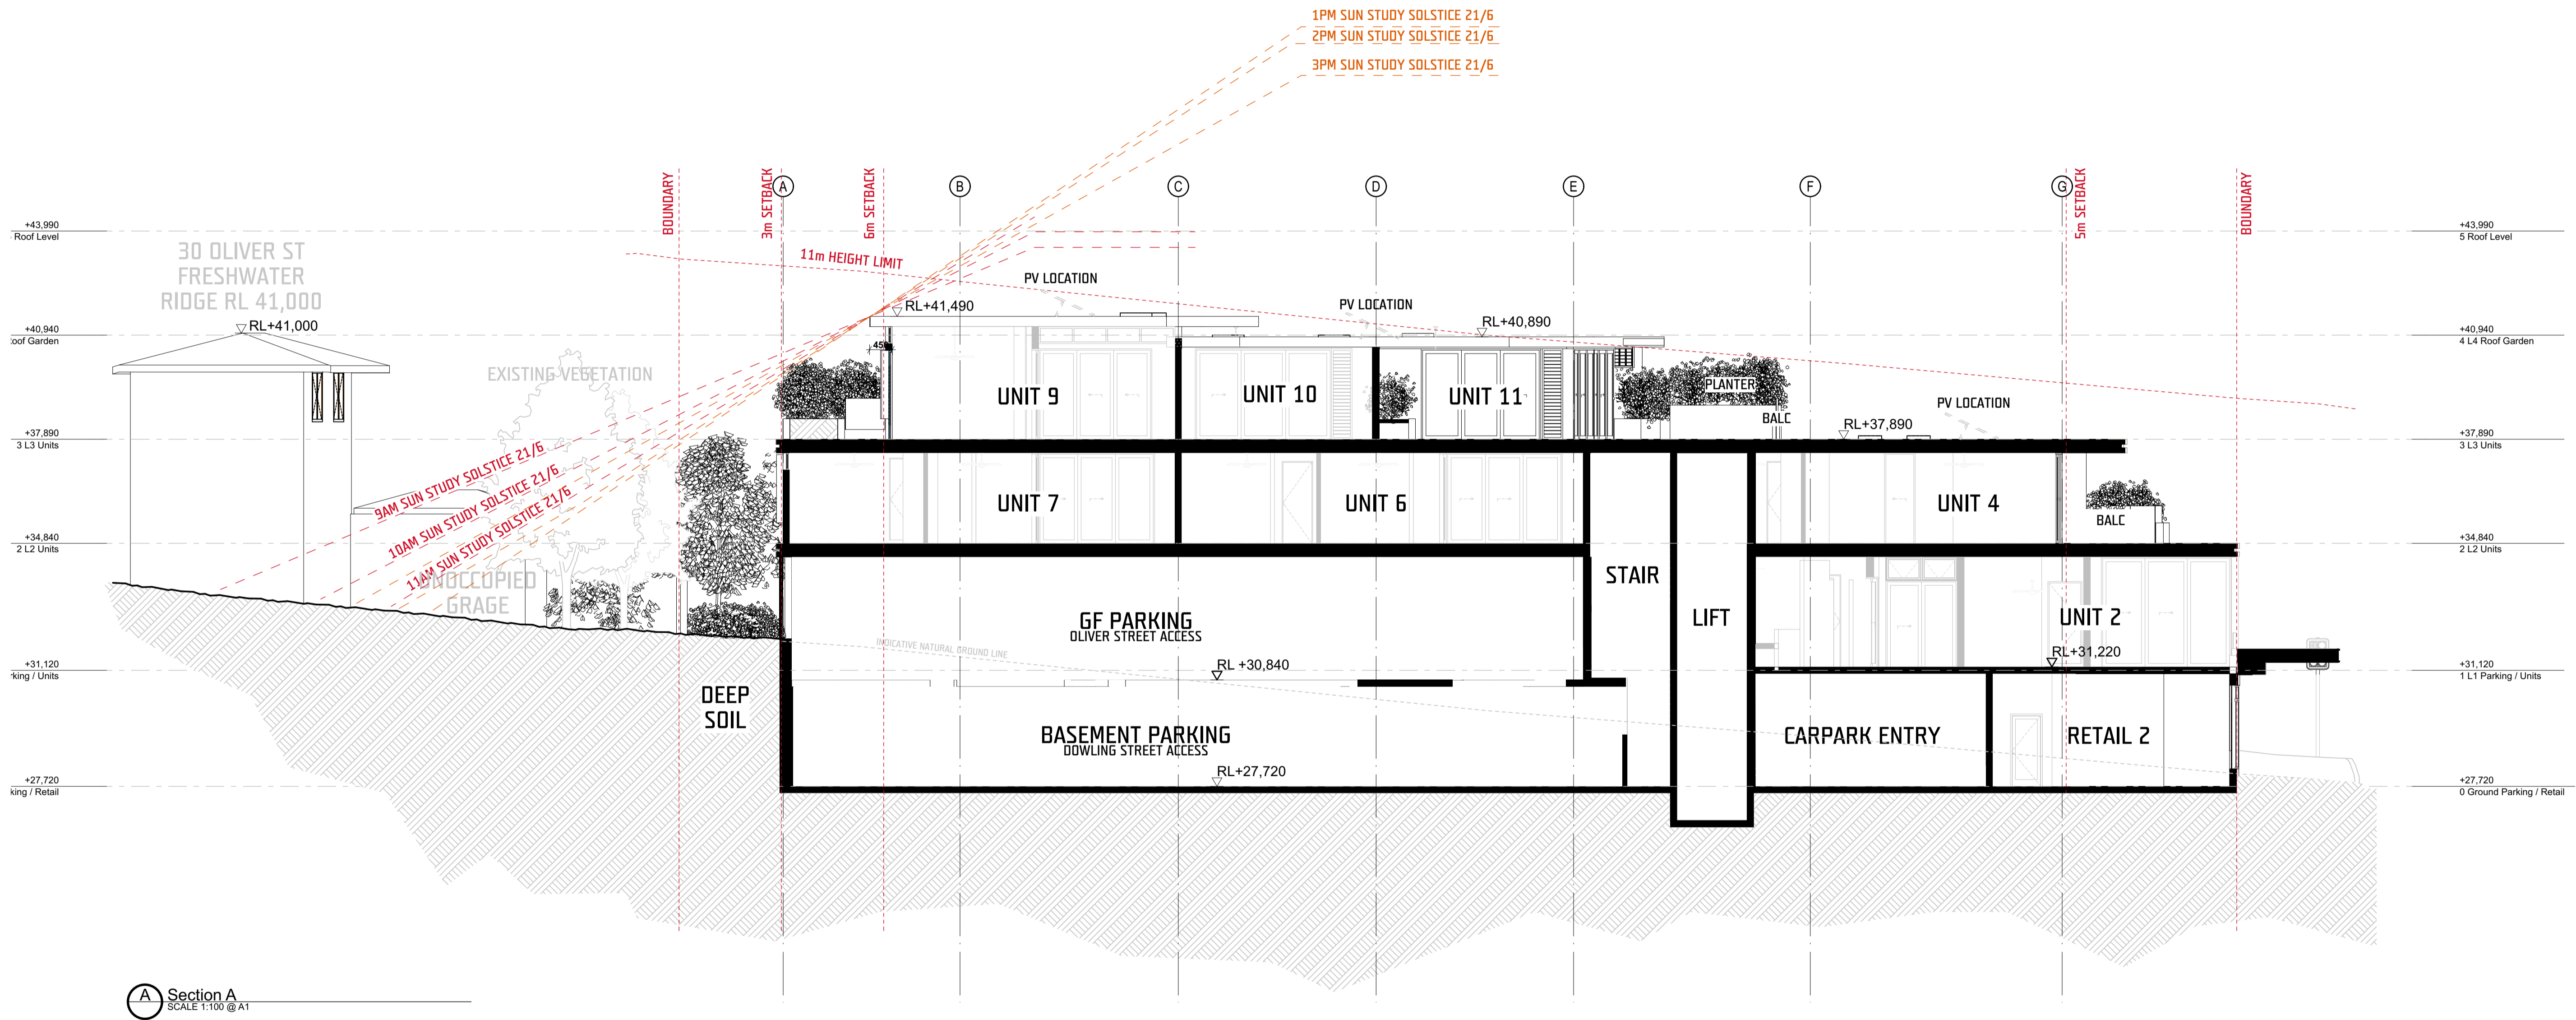 1PM SUN STUDY SOLSTICE 21/6
2PM SUN STUDY SOLSTICE 21/6
3PM SUN STUDY SOLSTICE 21/6
BOUNDARY
3m SETBACK
6m SETBACK
5m SETBACK
BOUNDARY
A
B
C
D
E
F
G
+43,990
Roof Level
+43,990
5 Roof Level
30 OLIVER ST
FRESHWATER
RIDGE RL 41,000
11m HEIGHT LIMIT
PV LOCATION
PV LOCATION
RL+41,490
RL+41,000
RL+40,890
+40,940
oof Garden
+40,940
4 L4 Roof Garden
450
EXISTING VEGETATION
UNIT 9
UNIT 10
UNIT 11
PLANTER
BALC
PV LOCATION
RL+37,890
+37,890
3 L3 Units
+37,890
3 L3 Units
9AM SUN STUDY SOLSTICE 21/6
10AM SUN STUDY SOLSTICE 21/6
11AM SUN STUDY SOLSTICE 21/6
UNIT 7
UNIT 6
UNIT 4
BALC
+34,840
2 L2 Units
+34,840
2 L2 Units
UNOCCUPIED
GRAGE
STAIR
LIFT
GF PARKING
OLIVER STREET ACCESS
UNIT 2
INDICATIVE NATURAL GROUND LINE
RL +30,840
RL+31,220
+31,120
rking / Units
+31,120
1 L1 Parking / Units
DEEP
SOIL
BASEMENT PARKING
DOWLING STREET ACCESS
CARPARK ENTRY
RETAIL 2
RL+27,720
+27,720
king / Retail
+27,720
0 Ground Parking / Retail
A
Section A
SCALE 1:100 @ A1